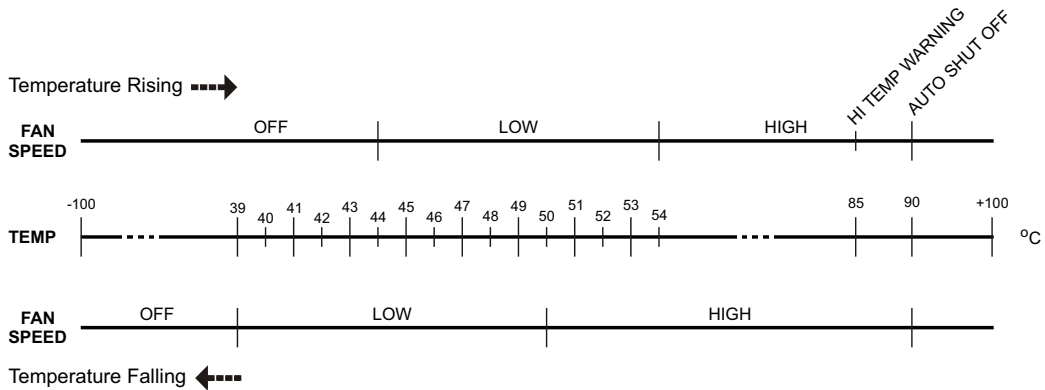 HI TEMP WARNING
AUTO SHUT OFF
Temperature Rising
FAN SPEED
OFF LOW HIGH
-100 39 40 41 42 43 44 45 46 47 48 49 50 51 52 53 54 85 90 +100
TEMP
ºC
FAN SPEED
OFF LOW HIGH
Temperature Falling